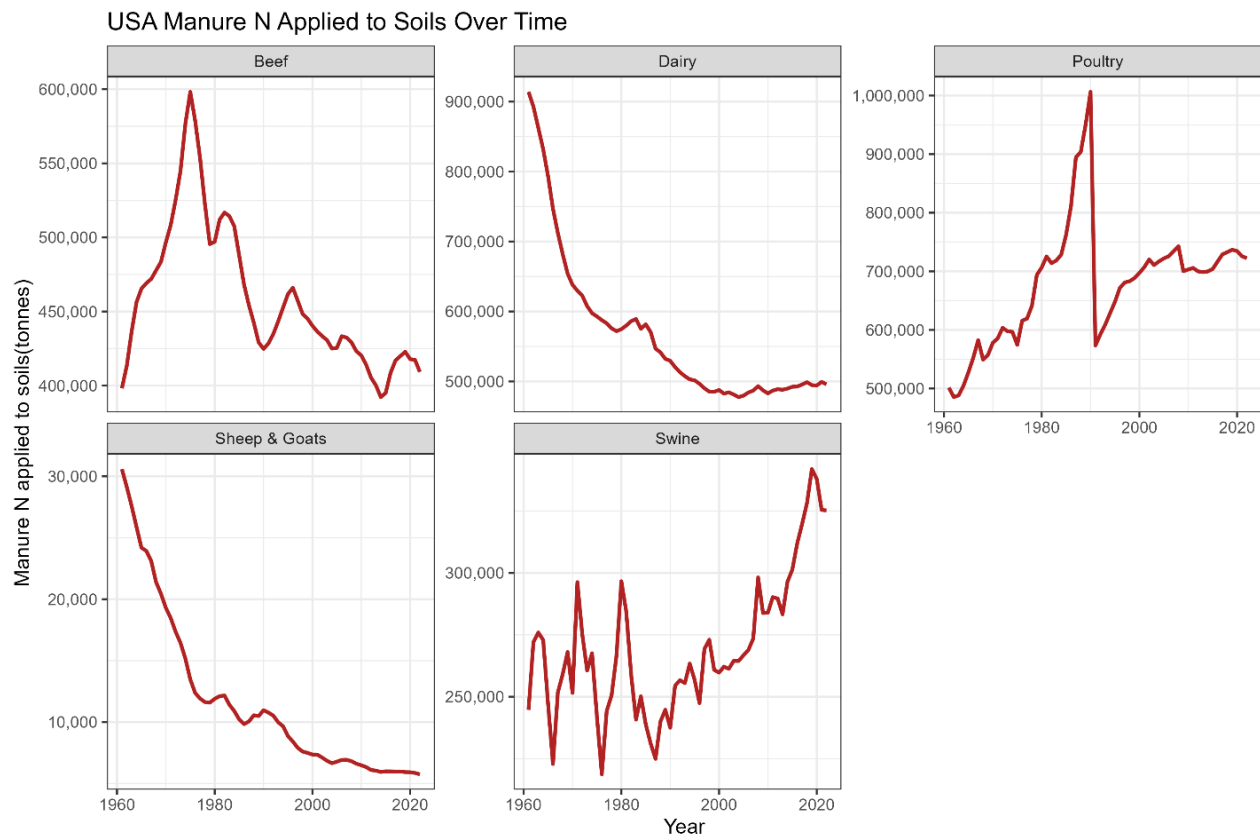 USA Manure N Applied to Soils Over Time
Beef
Dairy
Poultry
600,000
550,000
500,000
450,000
400,000
900,000
800,000
700,000
600,000
500,000
1,000,000
900,000
800,000
700,000
600,000
500,000
1960 1980 2000 2020
Manure N applied to soils(tonnes)
Sheep & Goats
Swine
30,000
20,000
10,000
300,000
250,000
1960 1980 2000 2020
1960 1980 2000 2020
Year